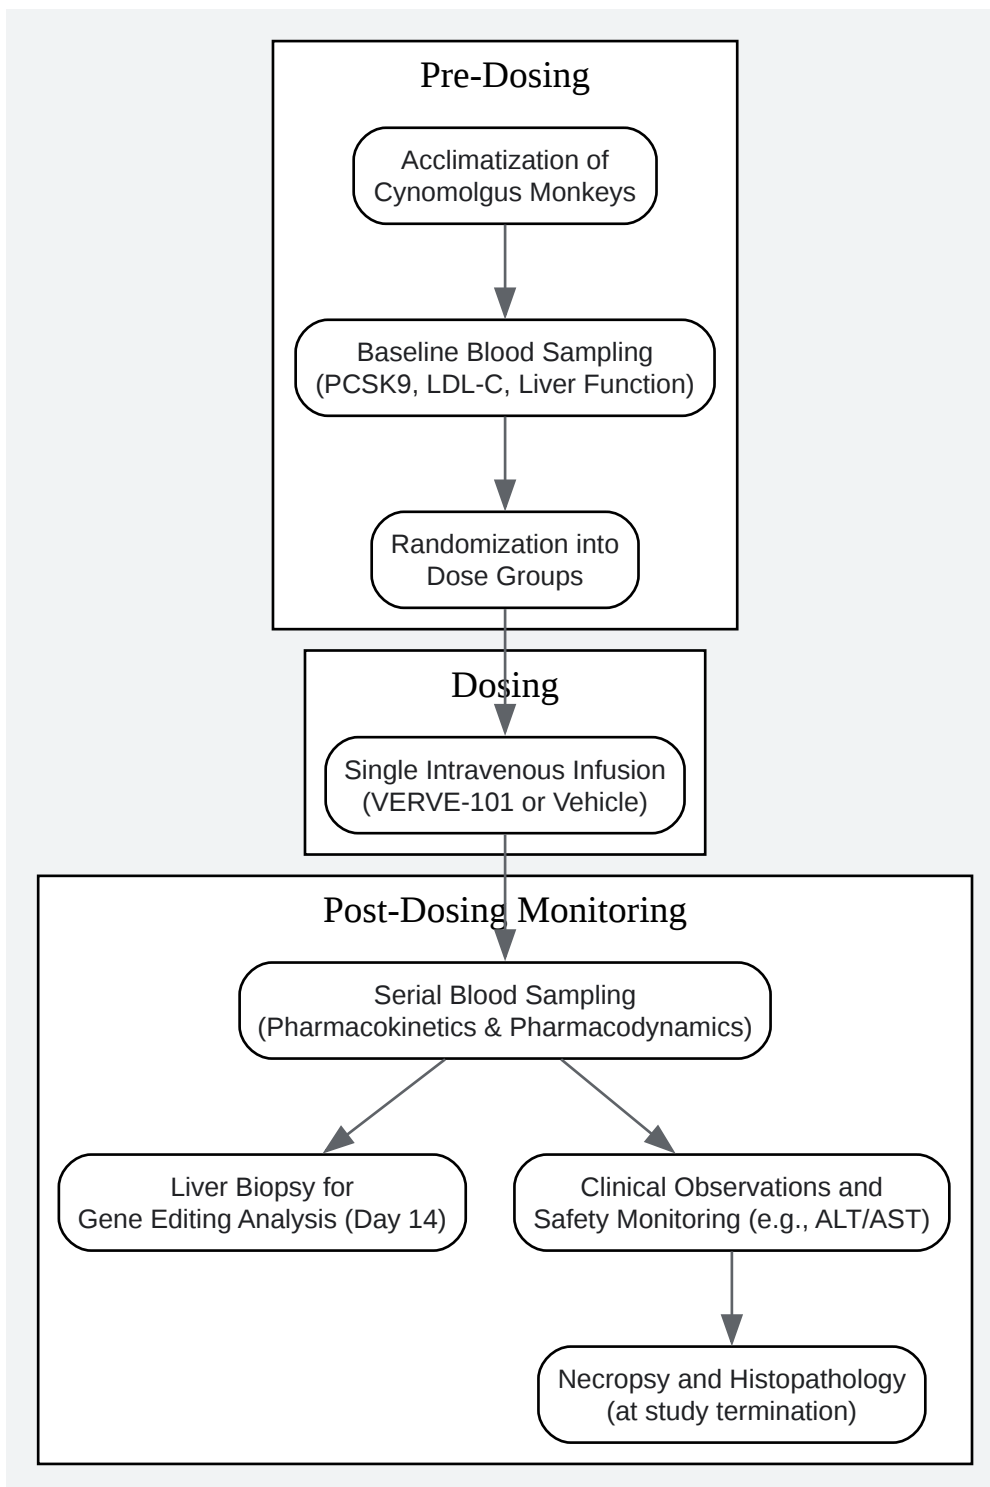 Pre-Dosing
Acclimatization of
Cynomolgus Monkeys
Baseline Blood Sampling
(PCSK9, LDL-C, Liver Function)
Randomization into
Dose Groups
Dosing
Single Intravenous Infusion
(VERVE-101 or Vehicle)
Post-Dosing Monitoring
Serial Blood Sampling
(Pharmacokinetics & Pharmacodynamics)
Liver Biopsy for
Gene Editing Analysis (Day 14)
Clinical Observations and
Safety Monitoring (e.g., ALT/AST)
Necropsy and Histopathology
(at study termination)